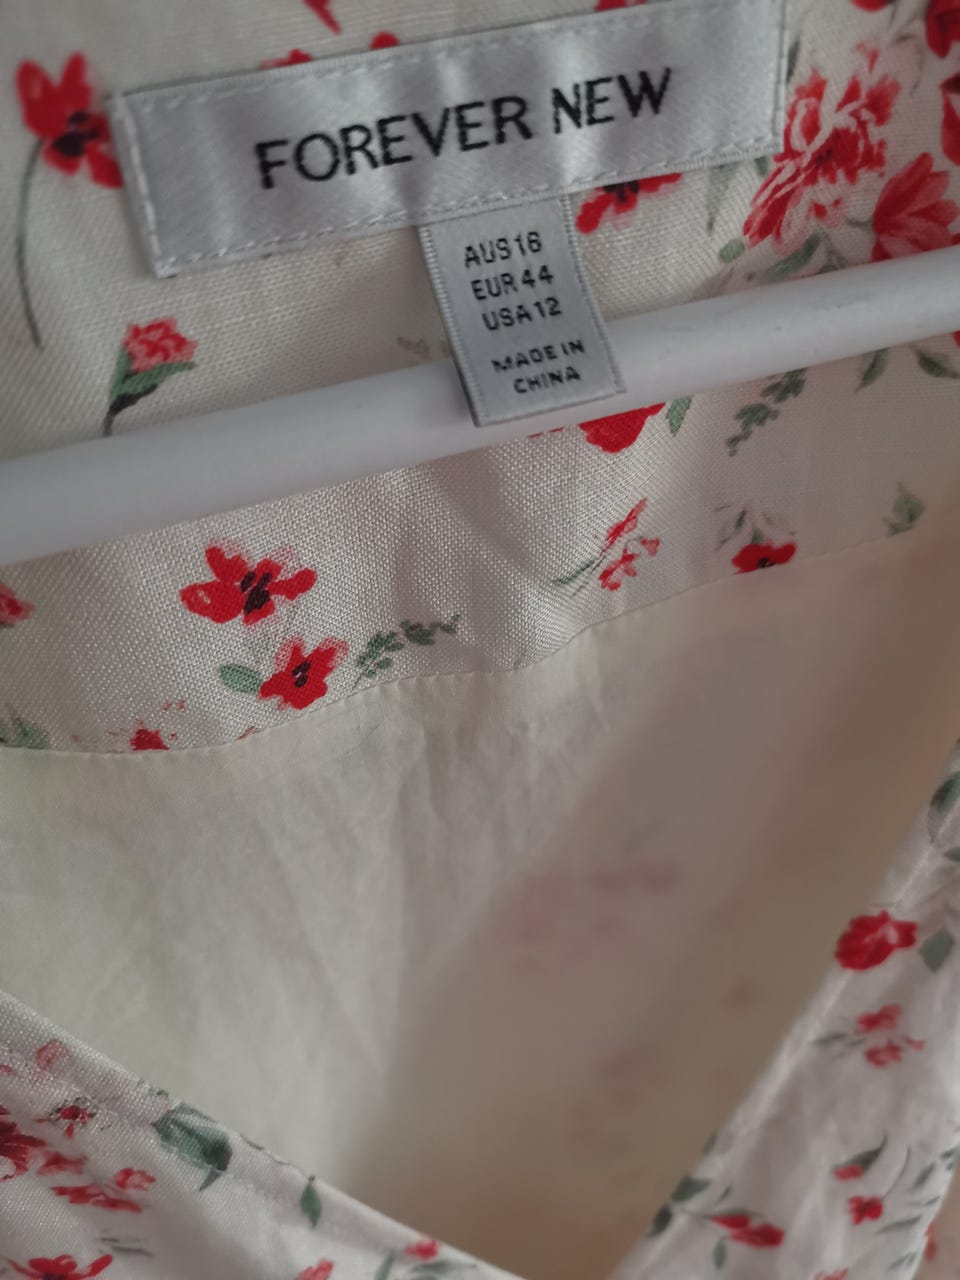 FOREVER NEW
AUS16
EUR44
USA12
MADE IN
CHINA